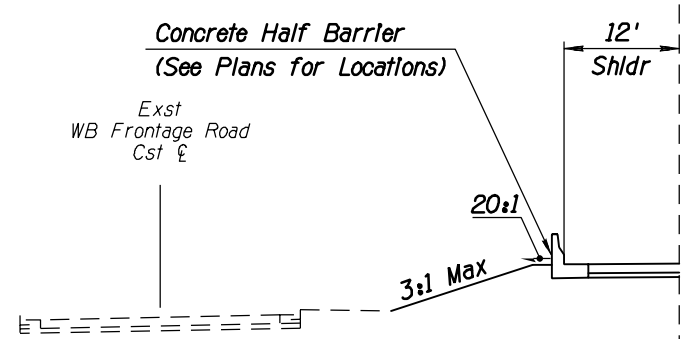 Concrete Half Barrier
(See Plans for Locations)
12'
Shldr
Exst
WB Frontage Road
Cst ℄
20:1
3:1 Max